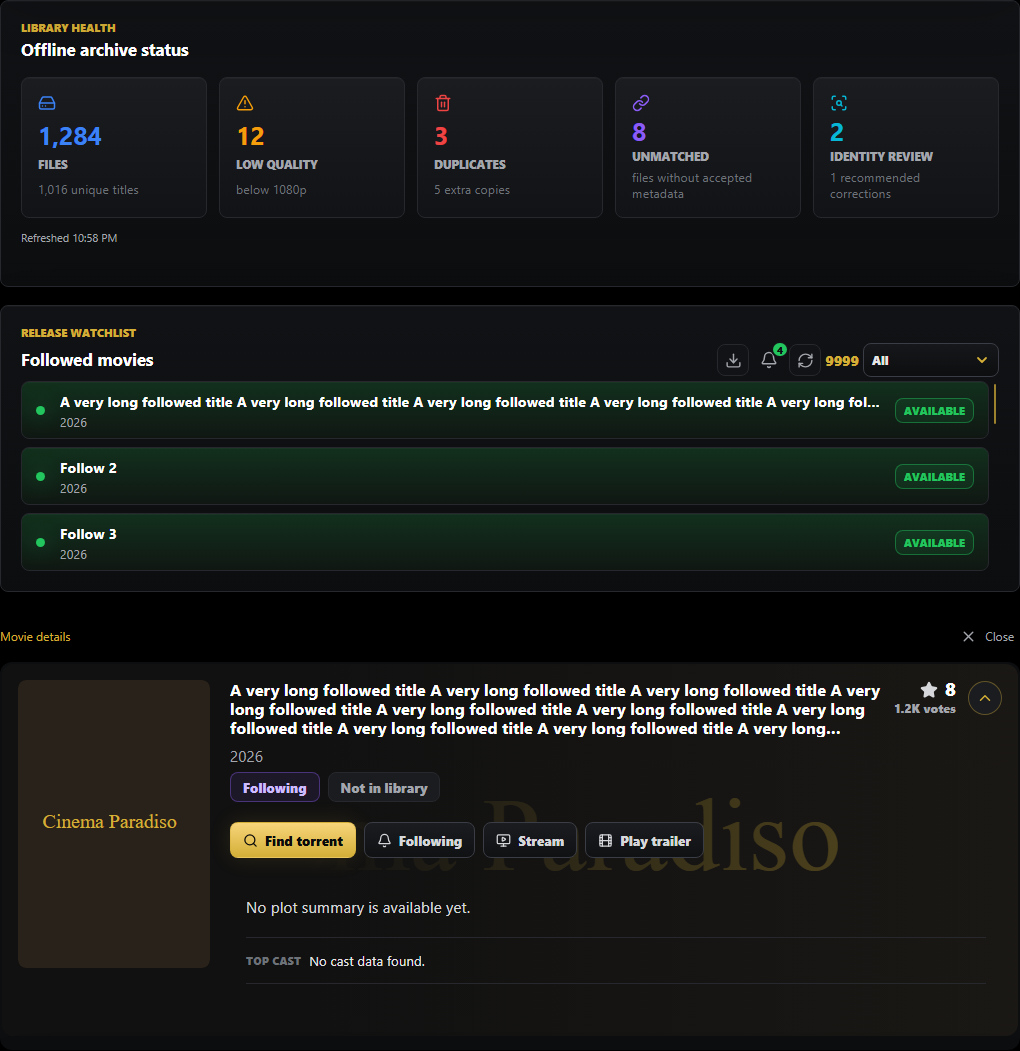 LIBRARY HEALTH
Offline archive status
1,284
FILES
1,016 unique titles
12
LOW QUALITY
below 1080p
3
DUPLICATES
5 extra copies
8
UNMATCHED
files without accepted
metadata
2
IDENTITY REVIEW
1 recommended
corrections
Refreshed 10:58 PM
RELEASE WATCHLIST
Followed movies
4
9999
All
A very long followed title A very long followed title A very long followed title A very long followed title A very long fol...
2026
AVAILABLE
Follow 2
2026
AVAILABLE
Follow 3
2026
AVAILABLE
Movie details
Close
Cinema Paradiso
A very long followed title A very long followed title A very long followed title A very
long followed title A very long followed title A very long followed title A very long
followed title A very long followed title A very long followed title A very long...
8
1.2K votes
2026
Following
Not in library
Find torrent
Following
Stream
Play trailer
Paradiso
No plot summary is available yet.
TOP CAST No cast data found.